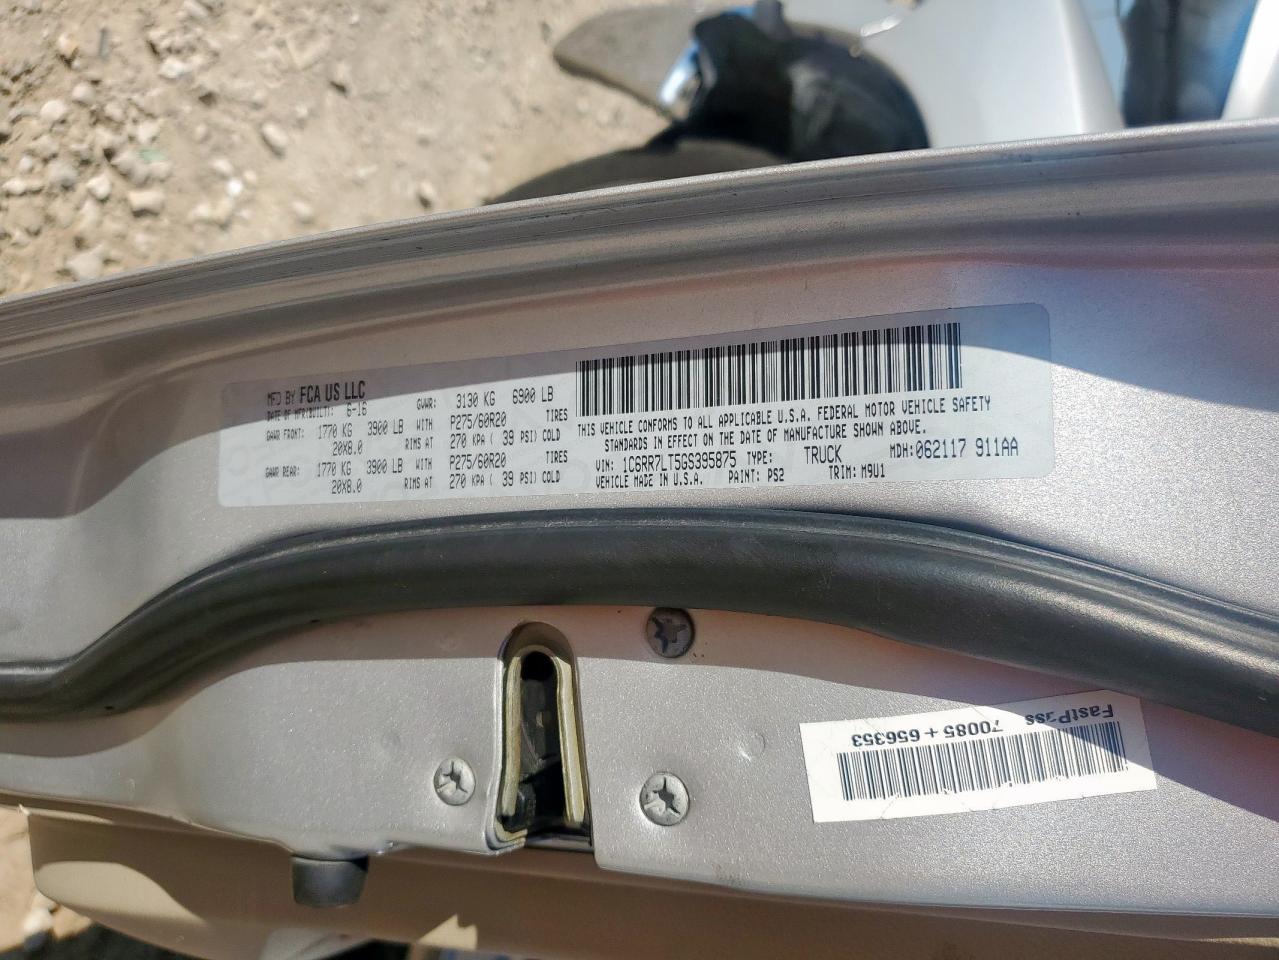 MFD BY FCA US LLC
DATE OF MFR(BUILT): 6-16 GVWR: 3130 KG 6900 LB
GAWR FRONT: 1770 KG 3900 LB WITH P275/60R20 TIRES
20X8.0 RIMS AT 270 KPA ( 39 PSI) COLD
GAWR REAR: 1770 KG 3900 LB WITH P275/60R20 TIRES
20X8.0 RIMS AT 270 KPA ( 39 PSI) COLD
THIS VEHICLE CONFORMS TO ALL APPLICABLE U.S.A. FEDERAL MOTOR VEHICLE SAFETY
STANDARDS IN EFFECT ON THE DATE OF MANUFACTURE SHOWN ABOVE.
VIN: 1C6RR7LT5GS395875 TYPE: TRUCK MDH: 062117 911AA
VEHICLE MADE IN U.S.A. PAINT: PS2 TRIM: M9U1
FastPass 70085 + 656353